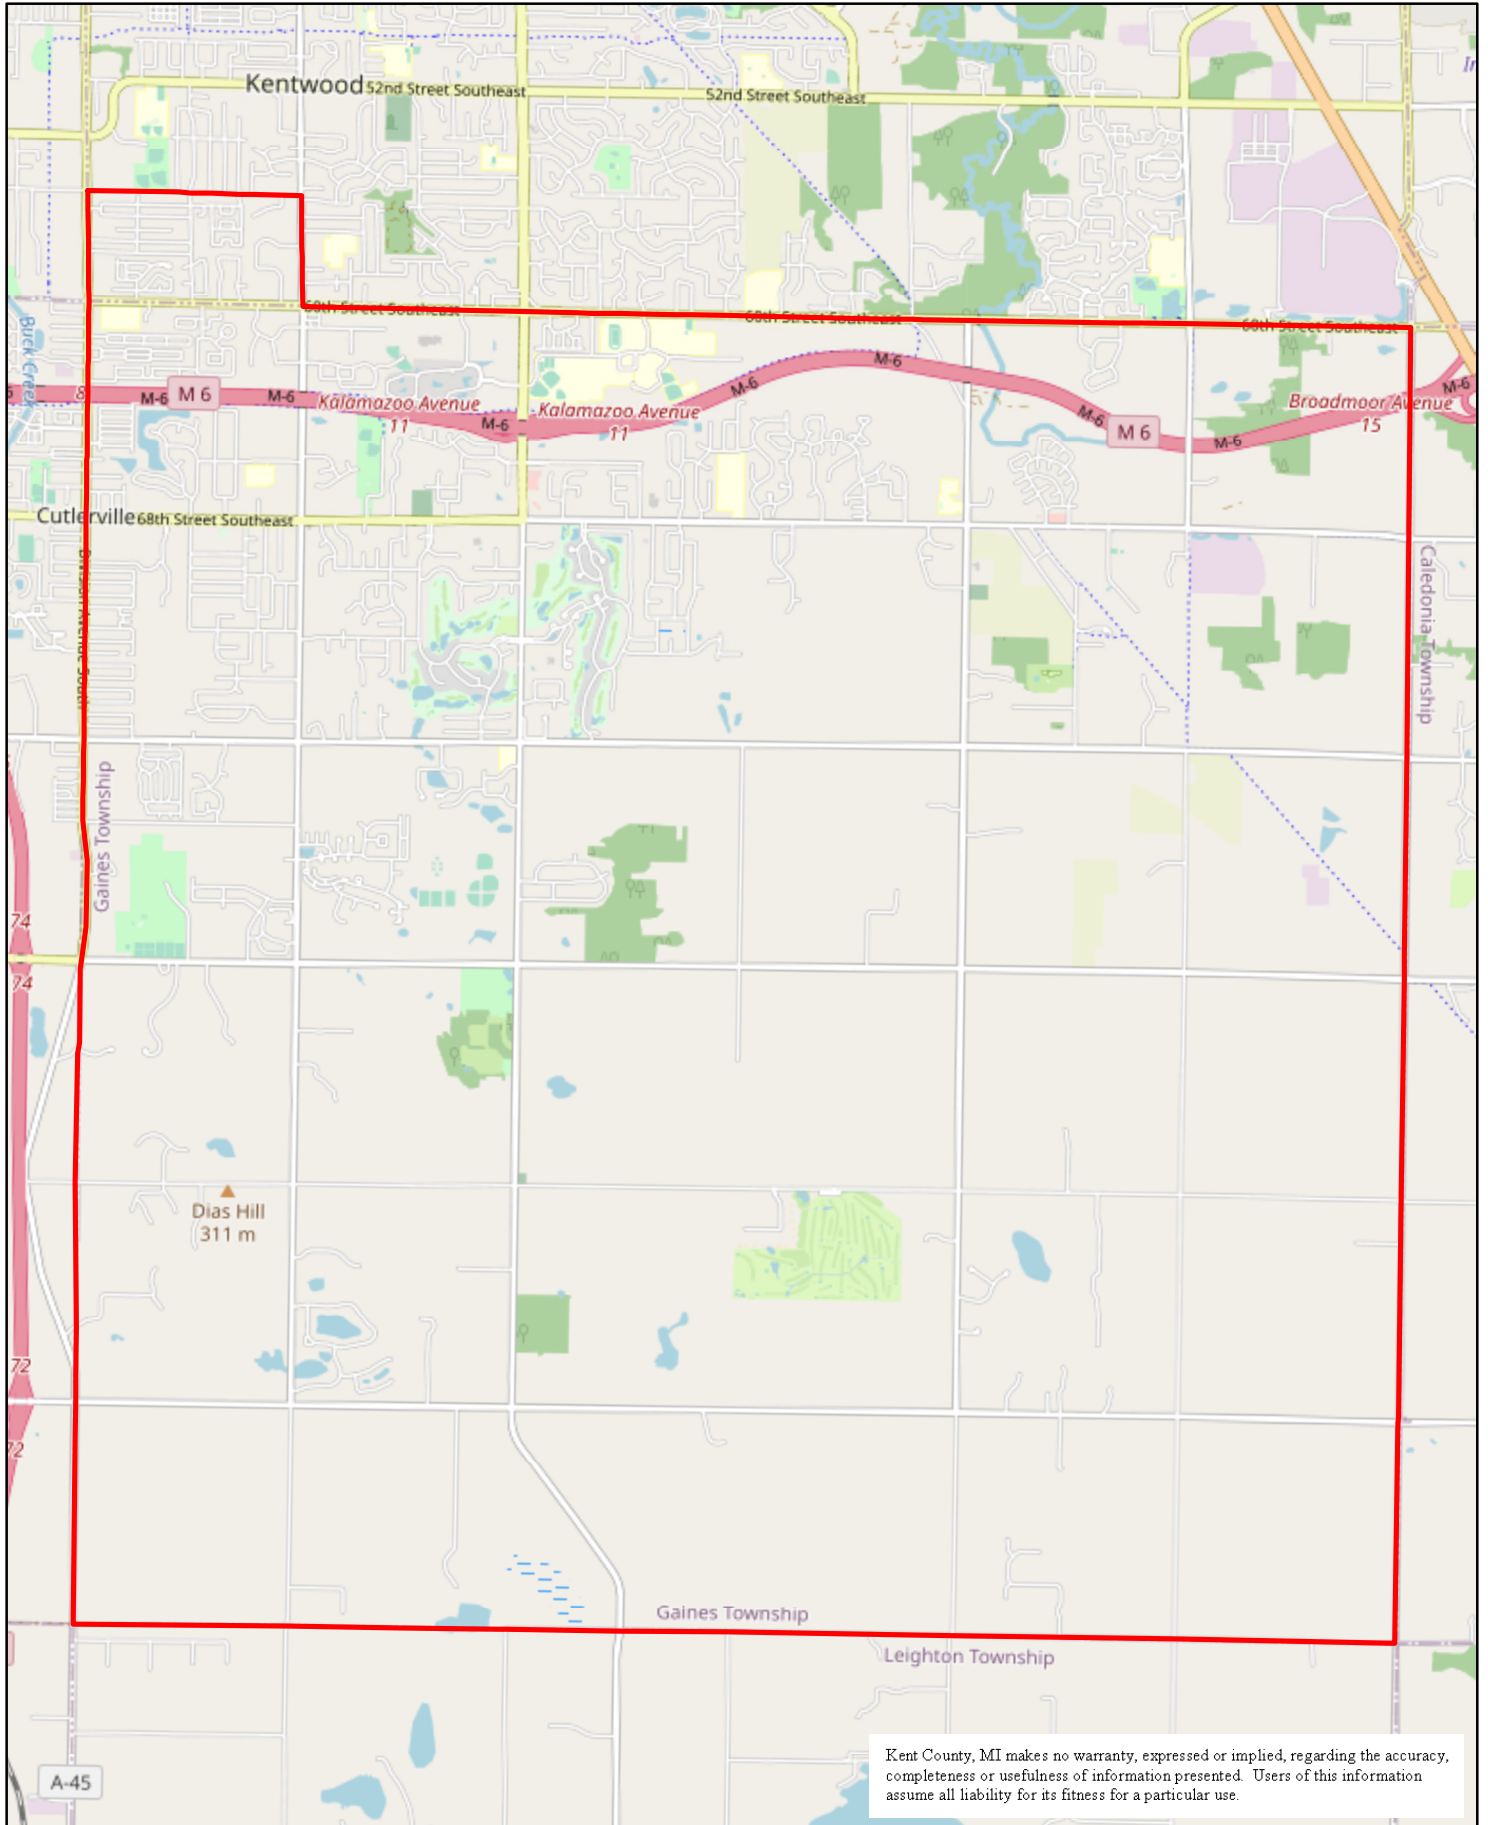 Kentwood
52nd Street Southeast
52nd Street Southeast
60th Street Southeast
60th Street Southeast
60th Street Southeast
Buck Creek
8
M-6
M 6
M-6
Kalamazoo Avenue
11
M-6
Kalamazoo Avenue
11
M-6
M-6
M-6
M 6
M-6
Broadmoor Avenue
15
M-6
Cutlerville
68th Street Southeast
Division Avenue South
Caledonia Township
Gaines Township
74
74
Dias Hill
311 m
72
72
Gaines Township
Leighton Township
A-45
Kent County, MI makes no warranty, expressed or implied, regarding the accuracy,
completeness or usefulness of information presented. Users of this information
assume all liability for its fitness for a particular use.